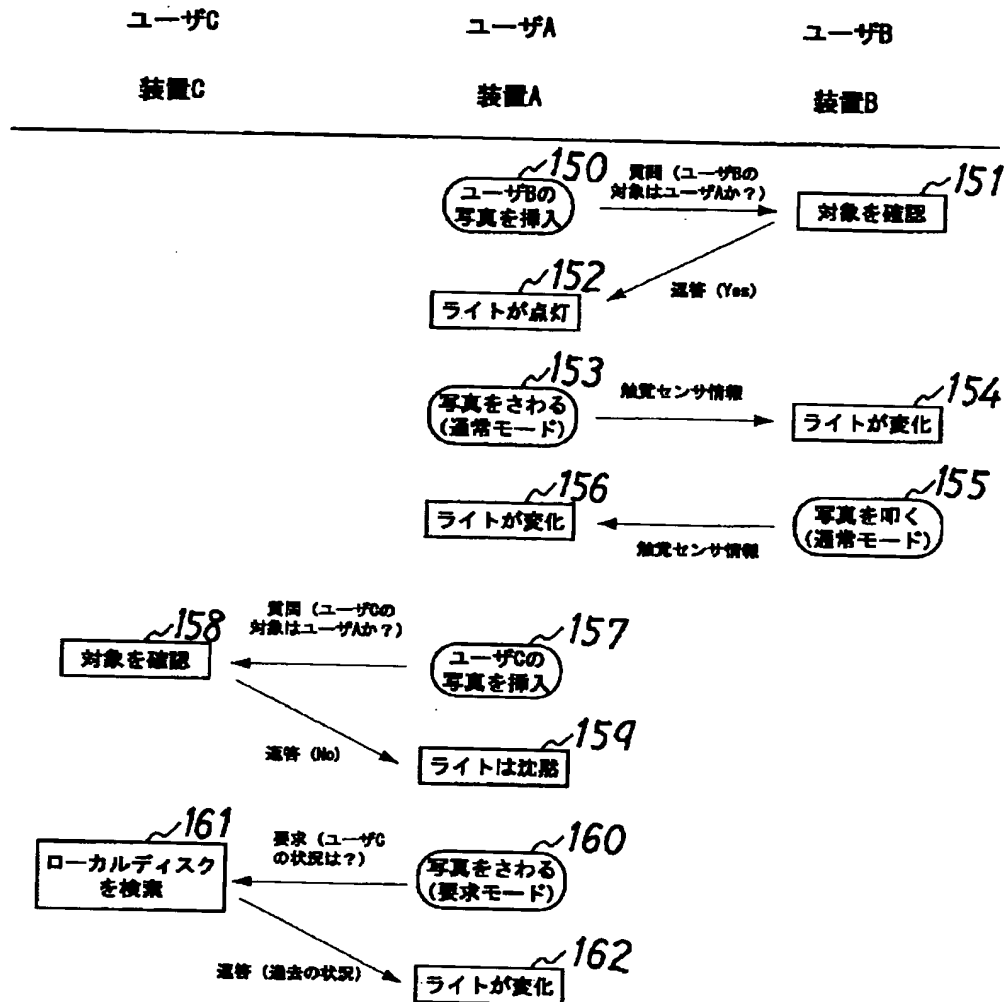 ユーザC
ユーザA
ユーザB
装置C
装置A
装置B
150
ユーザBの
写真を挿入
質問 (ユーザBの
対象はユーザAか?)
151
対象を確認
152
ライトが点灯
返答 (Yes)
153
写真をさわる
(通常モード)
触覚センサ情報
154
ライトが変化
156
ライトが変化
155
写真を叩く
(通常モード)
触覚センサ情報
158
対象を確認
質問 (ユーザCの
対象はユーザAか?)
157
ユーザCの
写真を挿入
返答 (No)
159
ライトは沈黙
161
ローカルディスク
を検索
要求 (ユーザC
の状況は?)
160
写真をさわる
(要求モード)
返答 (過去の状況)
162
ライトが変化